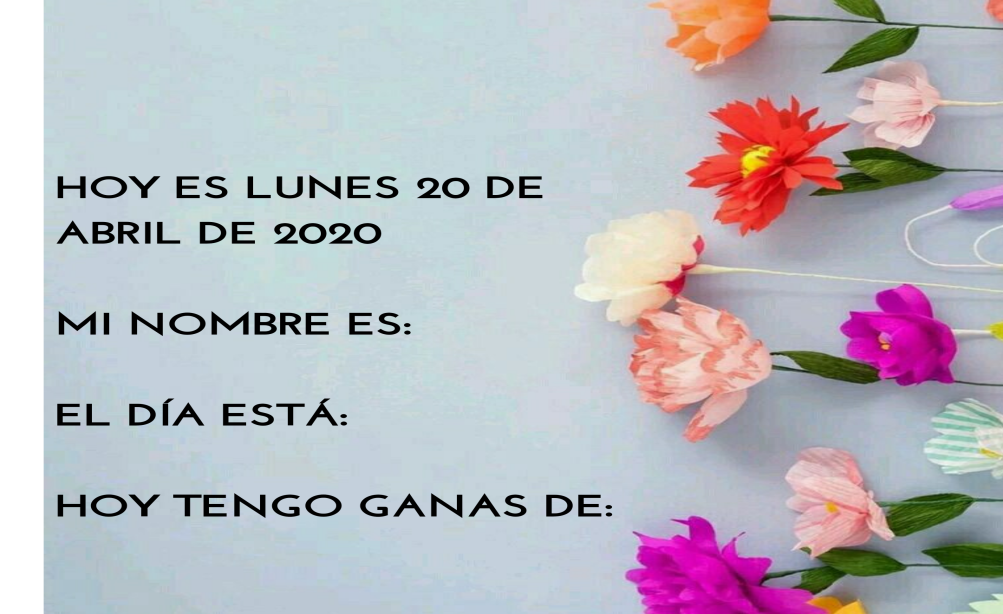 HOY ES LUNES 20 DE
ABRIL DE 2020
MI NOMBRE ES:
EL DÍA ESTÁ:
HOY TENGO GANAS DE: